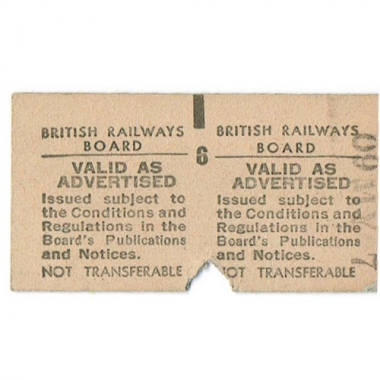 BRITISH RAILWAYS
BOARD
VALID AS
ADVERTISED
Issued subject to
the Conditions and
Regulations in the
Board's Publications
and Notices.
NOT TRANSFERABLE
6
BRITISH RAILWAYS
BOARD
VALID AS
ADVERTISED
Issued subject to
the Conditions and
Regulations in the
Board's Publications
and Notices.
NOT TRANSFERABLE